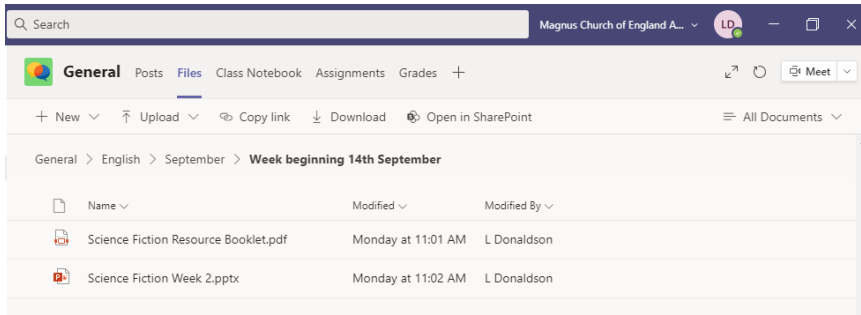 Search
Magnus Church of England A... LD
General Posts Files Class Notebook Assignments Grades Meet
New Upload Copy link Download Open in SharePoint All Documents
General > English > September > Week beginning 14th September
Name Modified Modified By
Science Fiction Resource Booklet.pdf Monday at 11:01 AM L Donaldson
Science Fiction Week 2.pptx Monday at 11:02 AM L Donaldson